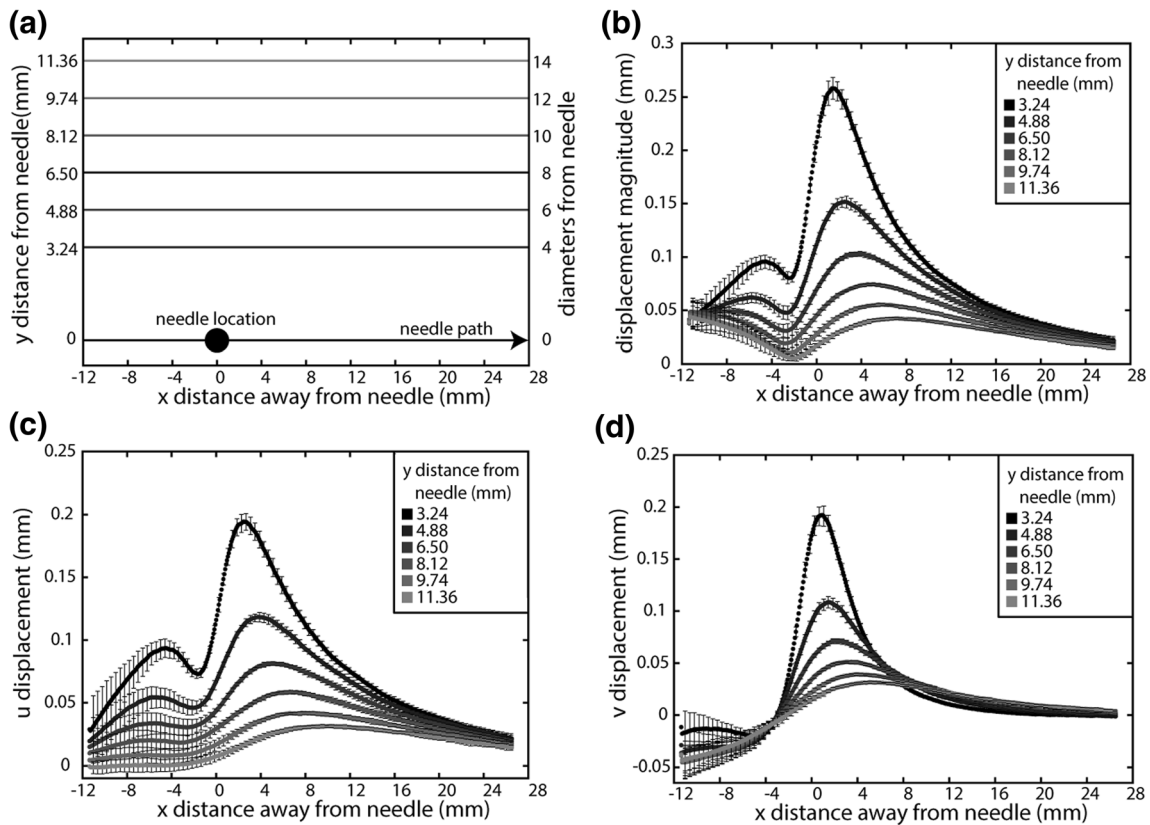 (a)
y distance from needle(mm)
11.36
9.74
8.12
6.50
4.88
3.24
0
14
12
10
8
6
4
0
diameters from needle
needle location
needle path
-12 -8 -4 0 4 8 12 16 20 24 28
x distance away from needle (mm)
(b)
displacement magnitude (mm)
0.3
0.25
0.2
0.15
0.1
0.05
0
y distance from
needle (mm)
3.24
4.88
6.50
8.12
9.74
11.36
-12 -8 -4 0 4 8 12 16 20 24 28
x distance away from needle (mm)
(c)
u displacement (mm)
0.25
0.2
0.15
0.1
0.05
0
y distance from
needle (mm)
3.24
4.88
6.50
8.12
9.74
11.36
-12 -8 -4 0 4 8 12 16 20 24 28
x distance away from needle (mm)
(d)
v displacement (mm)
0.2
0.15
0.1
0.05
0
-0.05
y distance from
needle (mm)
3.24
4.88
6.50
8.12
9.74
11.36
-12 -8 -4 0 4 8 12 16 20 24 28
x distance away from needle (mm)